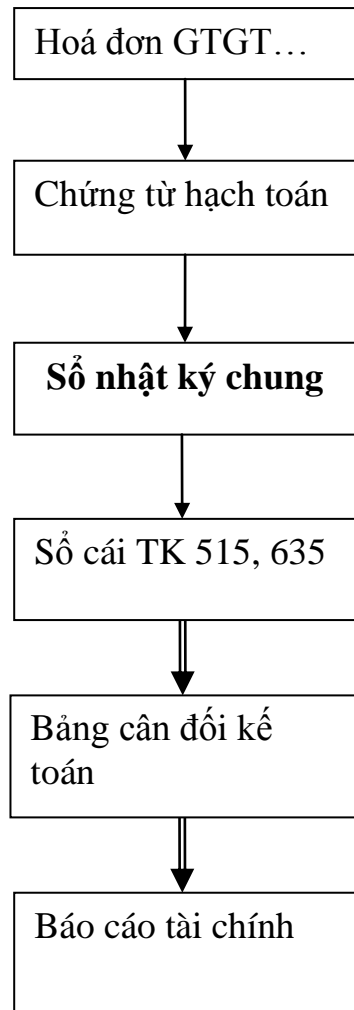 Hoá đơn GTGT…
Chứng từ hạch toán
Sổ nhật ký chung
Sổ cái TK 515, 635
Bảng cân đối kế
toán
Báo cáo tài chính